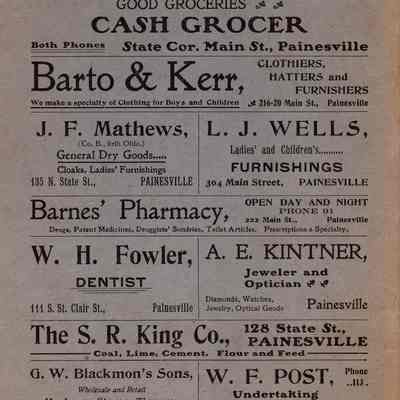 GOOD GROCERIES
CASH GROCER
Both Phones State Cor. Main St., Painesville
Barto & Kerr,
CLOTHIERS,
HATTERS and
FURNISHERS
We make a specialty of Clothing for Boys and Children
216-20 Main St., Painesville
J. F. Mathews,
(Co. B., 105th Ohio.)
General Dry Goods.....
Cloaks, Ladies' Furnishings
135 N. State St., PAINESVILLE
L. J. WELLS,
Ladies' and Children's..........
FURNISHINGS
304 Main Street, PAINESVILLE
Barnes' Pharmacy,
OPEN DAY AND NIGHT
PHONE 91
222 Main St., Painesville
Drugs, Patent Medicines, Druggists' Sundries, Toilet Articles. Prescriptions a Specialty.
W. H. Fowler,
DENTIST
111 S. St. Clair St., Painesville
A. E. KINTNER,
Jeweler and
Optician
Diamonds, Watches,
Jewelry, Optical Goods
Painesville
The S. R. King Co.,
128 State St.,
PAINESVILLE
Coal, Lime, Cement, Flour and Feed
G. W. Blackmon's Sons,
Wholesale and Retail
W. F. POST,
Phone
..113..
Undertaking